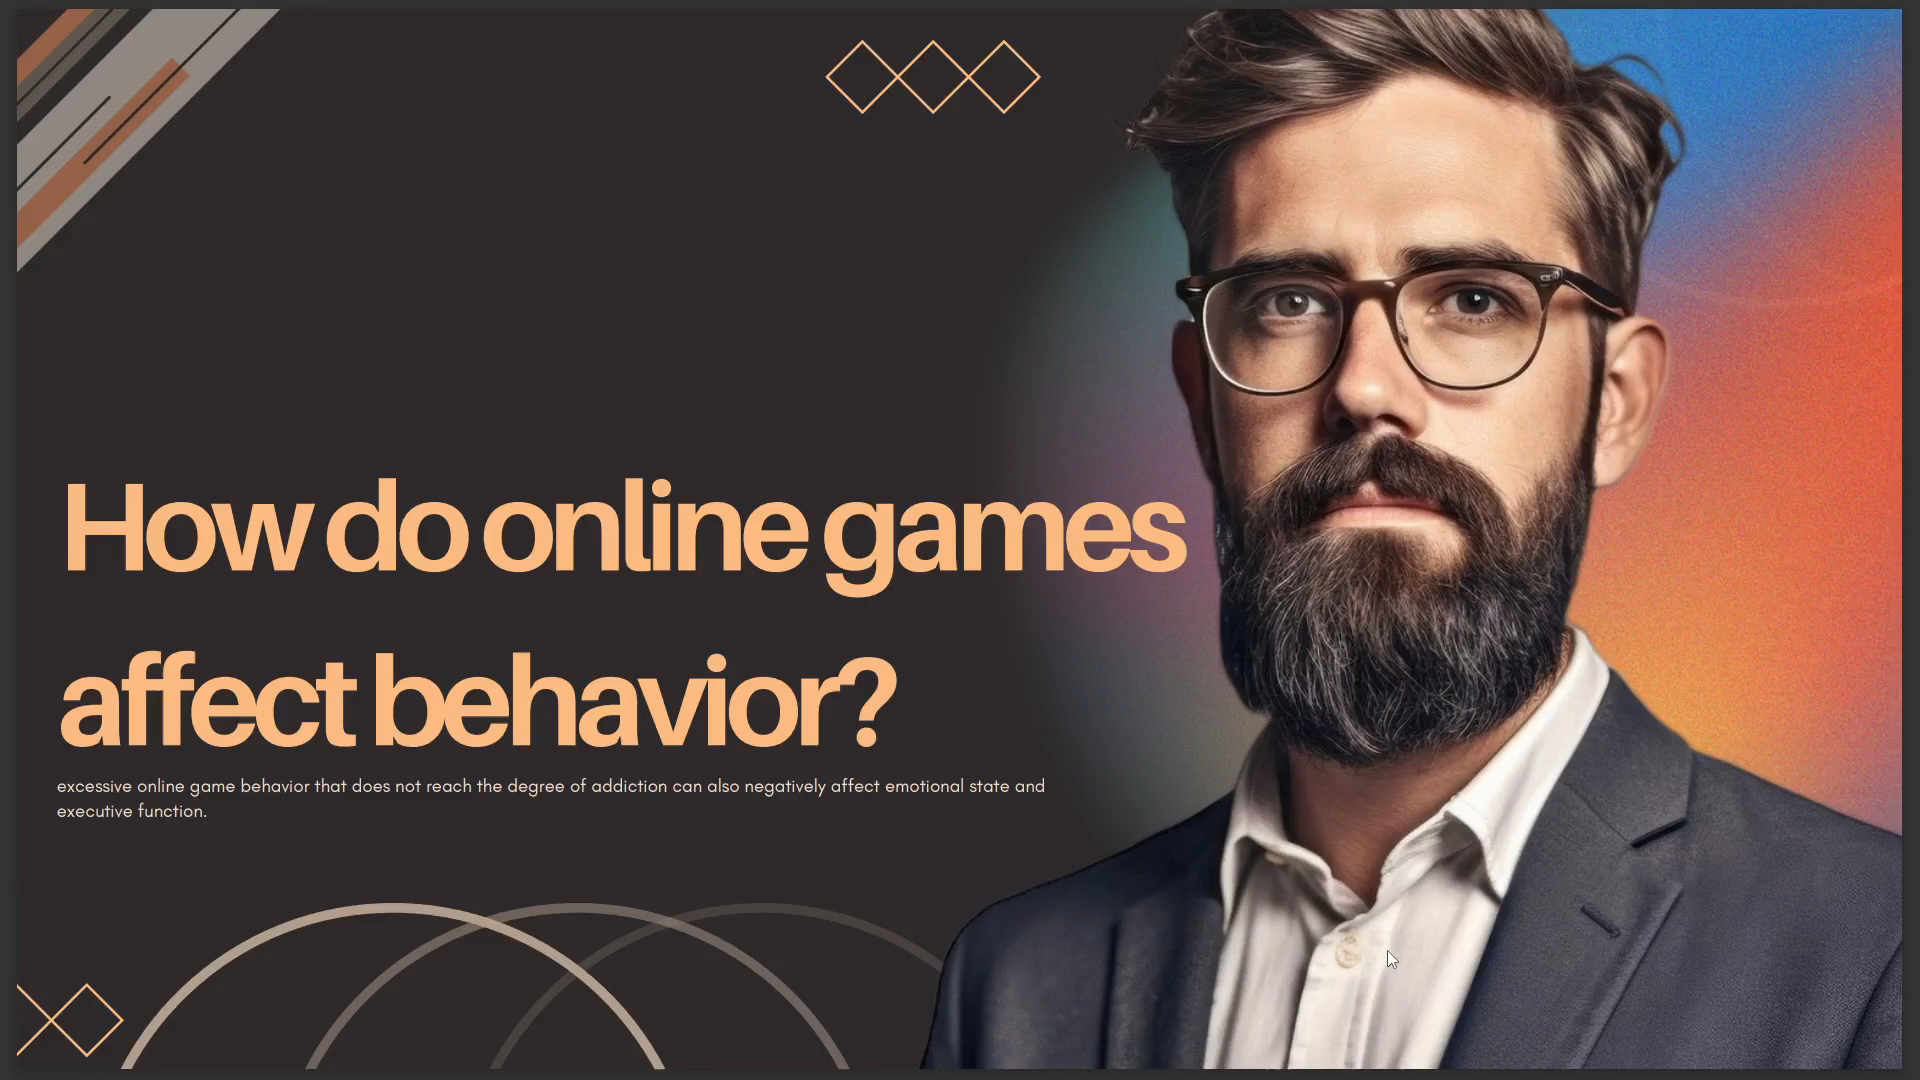 How do online games
affect behavior?
excessive online game behavior that does not reach the degree of addiction can also negatively affect emotional state and
executive function.